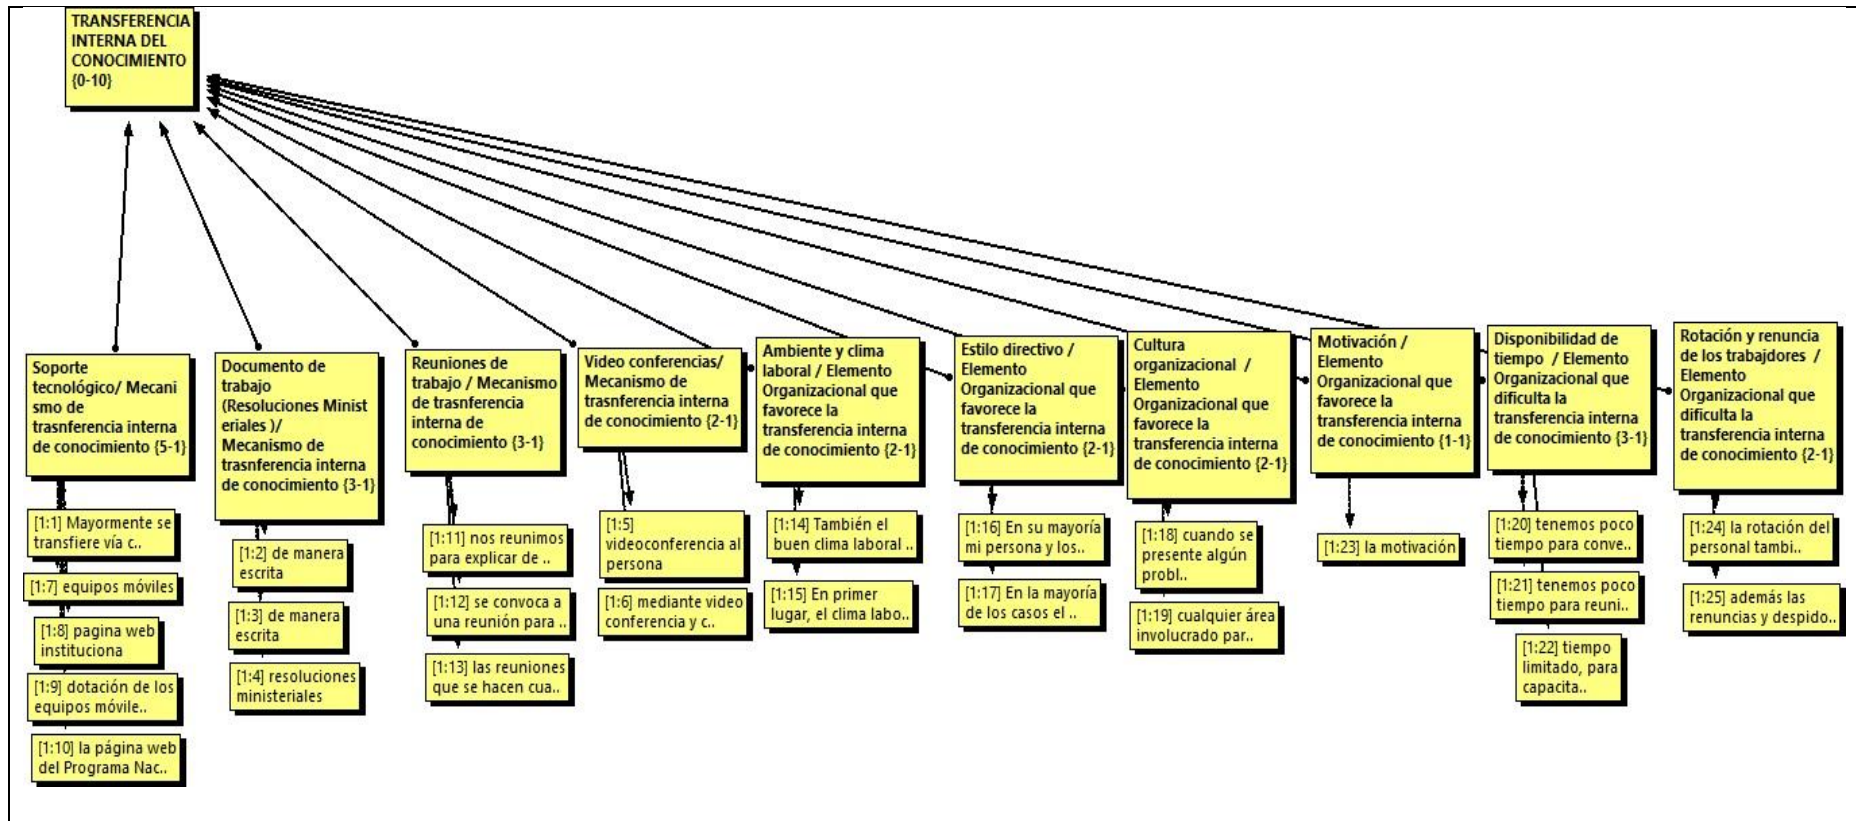 TRANSFERENCIA
INTERNA DEL
CONOCIMIENTO
{0-10}
Soporte
tecnológico/ Mecani
smo de
trasnferencia interna
de conocimiento {5-1}
[1:1] Mayormente se
transfiere vía c..
[1:7] equipos móviles
[1:8] pagina web
instituciona
[1:9] dotación de los
equipos móvile..
[1:10] la página web
del Programa Nac..
Documento de
trabajo
(Resoluciones Minist
eriales )/
Mecanismo de
trasnferencia interna
de conocimiento {3-1}
[1:2] de manera
escrita
[1:3] de manera
escrita
[1:4] resoluciones
ministeriales
Reuniones de
trabajo / Mecanismo
de trasnferencia
interna de
conocimiento {3-1}
[1:11] nos reunimos
para explicar de ..
[1:12] se convoca a
una reunión para ..
[1:13] las reuniones
que se hacen cua..
Video conferencias/
Mecanismo de
trasnferencia interna
de conocimiento {2-1}
[1:5]
videoconferencia al
persona
[1:6] mediante video
conferencia y c..
Ambiente y clima
laboral / Elemento
Organizacional que
favorece la
transferencia interna
de conocimiento {2-1}
[1:14] También el
buen clima laboral ..
[1:15] En primer
lugar, el clima labo..
Estilo directivo /
Elemento
Organizacional que
favorece la
transferencia interna
de conocimiento {2-1}
[1:16] En su mayoría
mi persona y los..
[1:17] En la mayoría
de los casos el ..
Cultura
organizacional /
Elemento
Organizacional que
favorece la
transferencia interna
de conocimiento {2-1}
[1:18] cuando se
presente algún
probl..
[1:19] cualquier área
involucrado par..
Motivación /
Elemento
Organizacional que
favorece la
transferencia interna
de conocimiento {1-1}
[1:23] la motivación
Disponibilidad de
tiempo / Elemento
Organizacional que
dificulta la
transferencia interna
de conocimiento {3-1}
[1:20] tenemos poco
tiempo para conve..
[1:21] tenemos poco
tiempo para reuni..
[1:22] tiempo
limitado, para
capacita..
Rotación y renuncia
de los trabajdores /
Elemento
Organizacional que
dificulta la
transferencia interna
de conocimiento {2-1}
[1:24] la rotación del
personal tambi..
[1:25] además las
renuncias y despido..